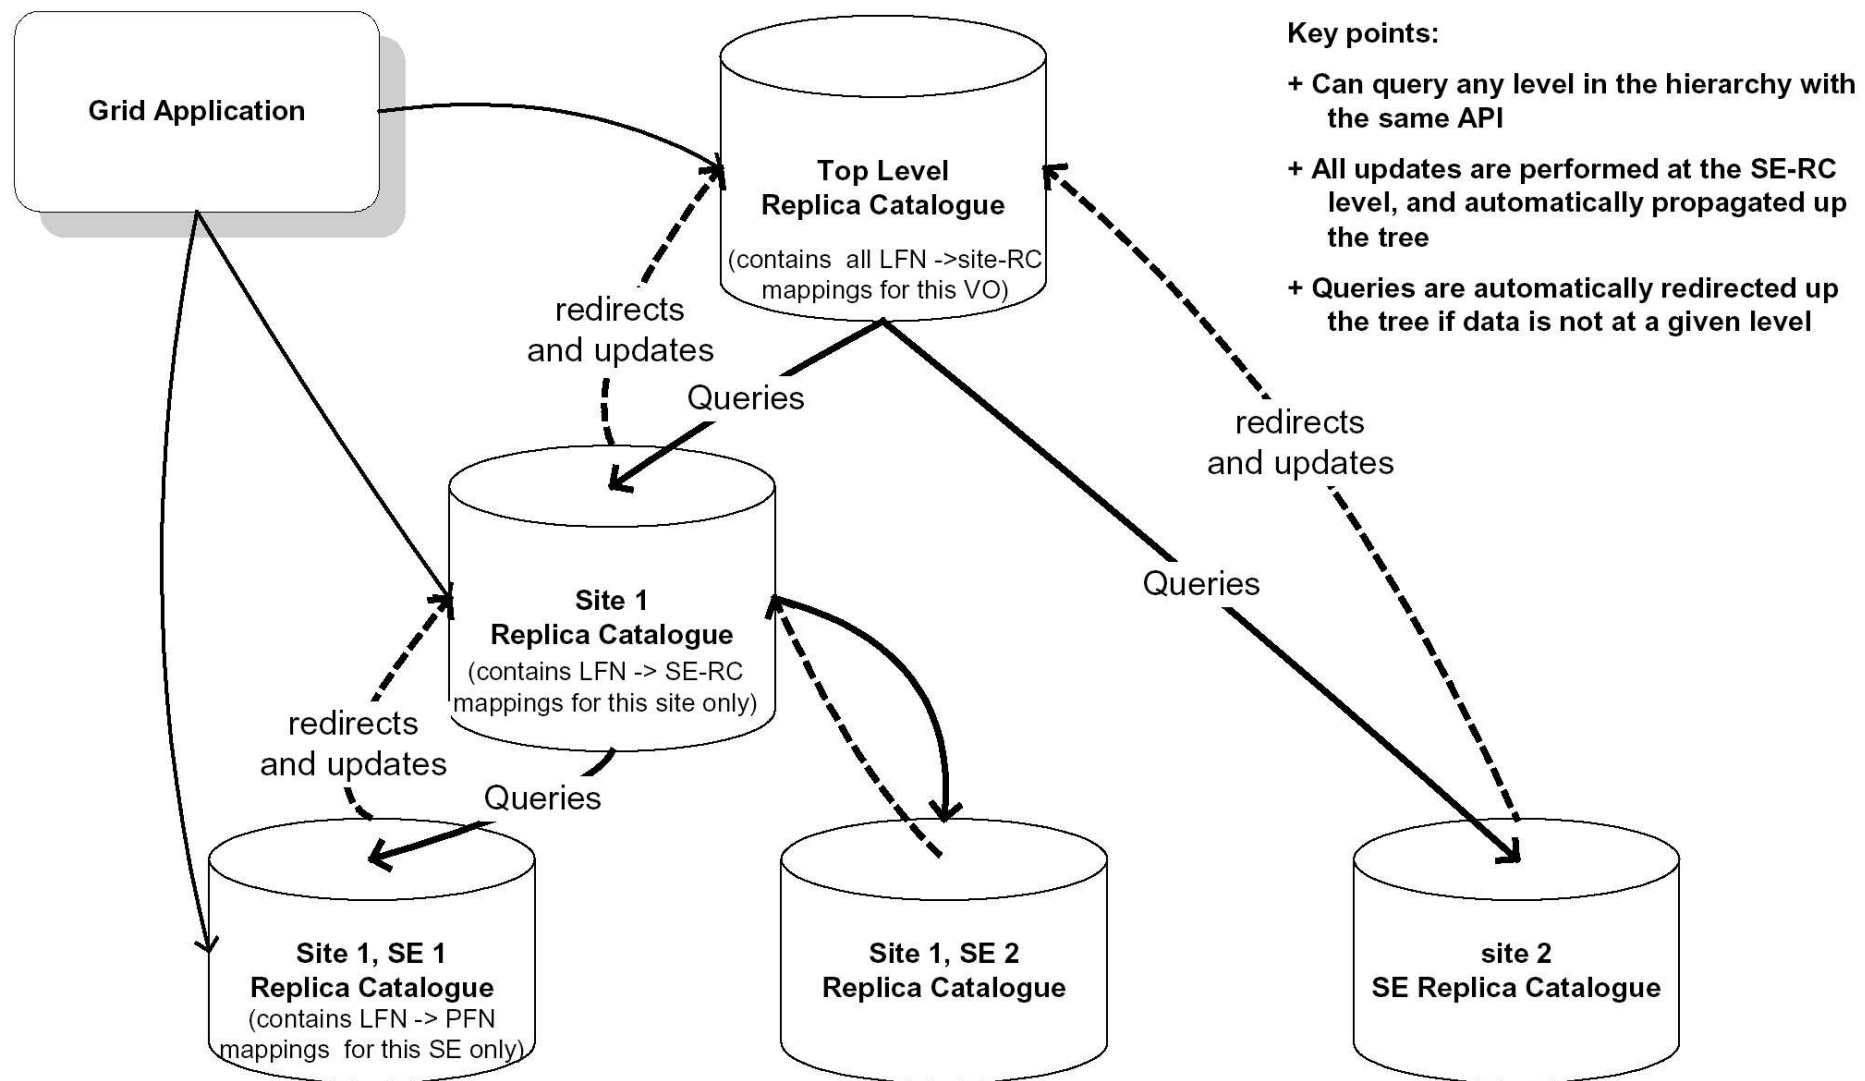 Grid Application
Top Level
Replica Catalogue
(contains  all LFN ->site-RC
mappings for this VO)
Key points:
+ Can query any level in the hierarchy with
the same API
+ All updates are performed at the SE-RC
level, and automatically propagated up
the tree
+ Queries are automatically redirected up
the tree if data is not at a given level
redirects
and updates
Queries
redirects
and updates
Queries
Site 1
Replica Catalogue
(contains LFN -> SE-RC
mappings for this site only)
redirects
and updates
Queries
Site 1, SE 1
Replica Catalogue
(contains LFN -> PFN
mappings  for this SE only)
Site 1, SE 2
Replica Catalogue
site 2
SE Replica Catalogue